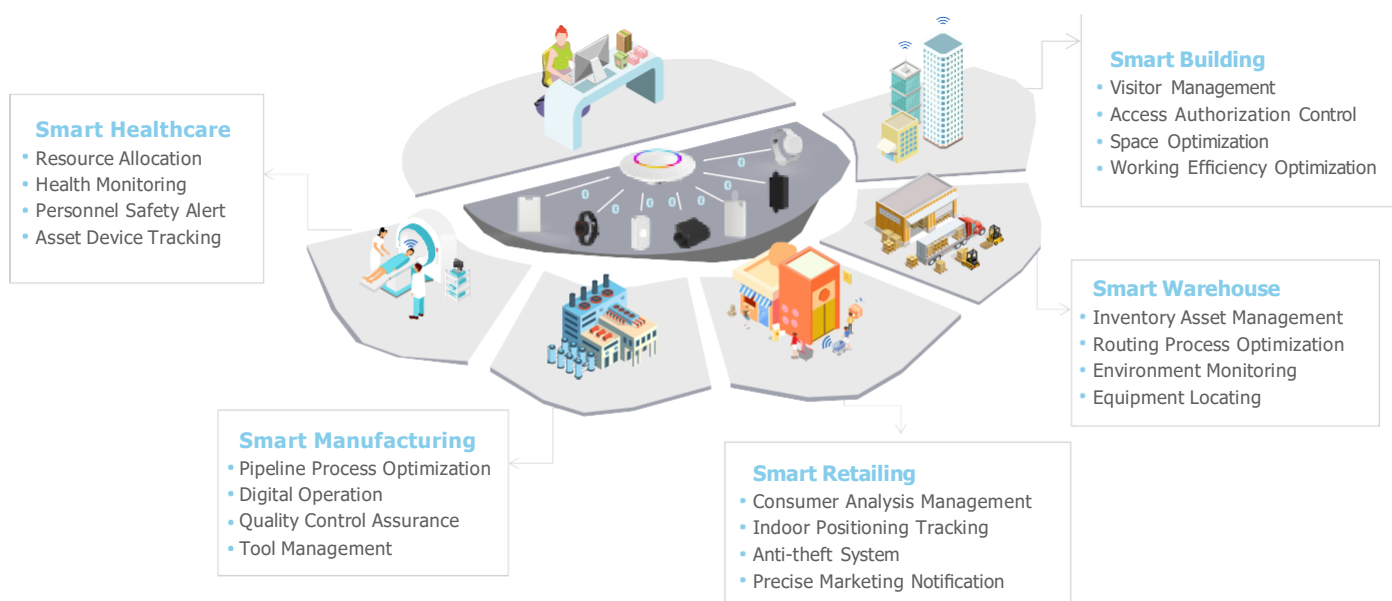 Smart Building
• Visitor Management
• Access Authorization Control
• Space Optimization
• Working Efficiency Optimization
Smart Healthcare
• Resource Allocation
• Health Monitoring
• Personnel Safety Alert
• Asset Device Tracking
Smart Warehouse
• Inventory Asset Management
• Routing Process Optimization
• Environment Monitoring
• Equipment Locating
Smart Manufacturing
• Pipeline Process Optimization
• Digital Operation
• Quality Control Assurance
• Tool Management
Smart Retailing
• Consumer Analysis Management
• Indoor Positioning Tracking
• Anti-theft System
• Precise Marketing Notification